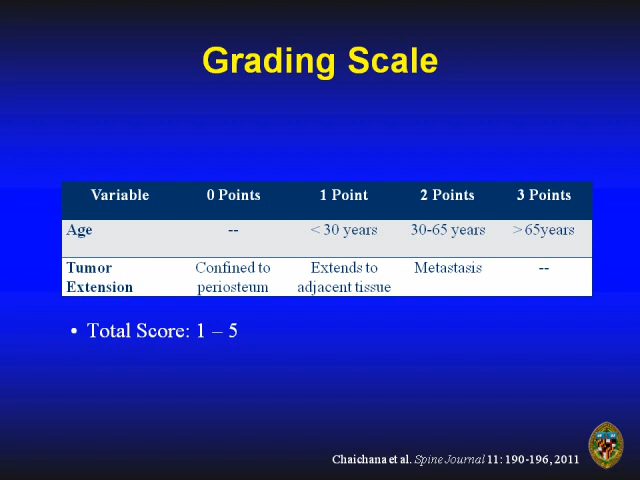 Grading Scale
Variable 0 Points 1 Point 2 Points 3 Points
Age -- < 30 years 30-65 years > 65years
Tumor Confined to Extends to Metastasis --
Extension periosteum adjacent tissue
• Total Score: 1 – 5
Chaichana et al. Spine Journal 11: 190-196, 2011